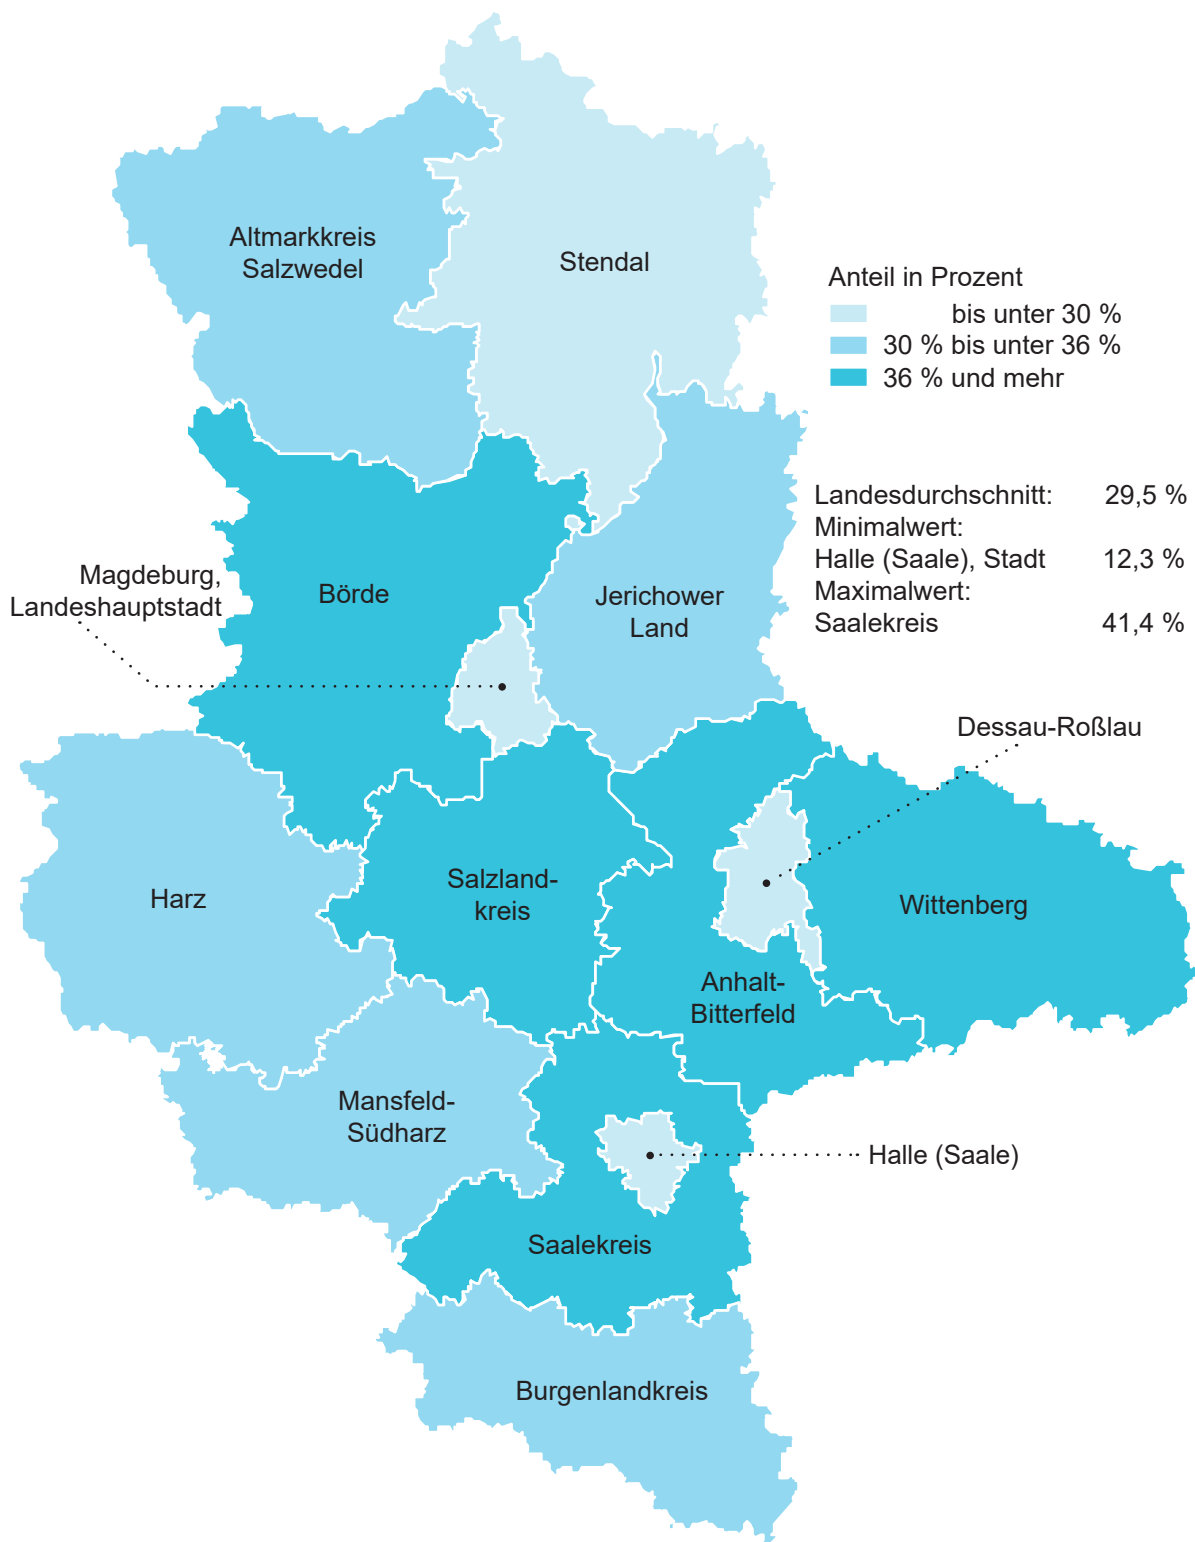 Altmarkkreis
Salzwedel
Stendal
Anteil in Prozent
bis unter 30 %
30 % bis unter 36 %
36 % und mehr
Landesdurchschnitt: 29,5 %
Minimalwert:
Halle (Saale), Stadt 12,3 %
Maximalwert:
Saalekreis 41,4 %
Magdeburg,
Landeshauptstadt
Börde
Jerichower
Land
Dessau-Roßlau
Harz
Salzland-
kreis
Wittenberg
Anhalt-
Bitterfeld
Mansfeld-
Südharz
Halle (Saale)
Saalekreis
Burgenlandkreis